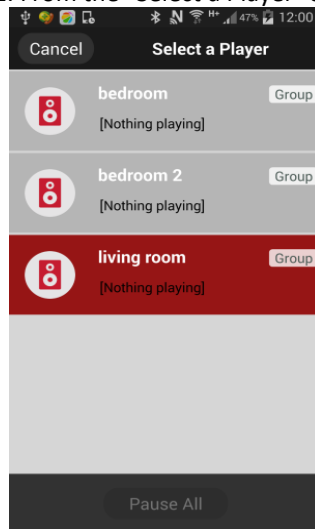 H+ 47% 12:00
Cancel Select a Player
bedroom Group
[Nothing playing]
bedroom 2 Group
[Nothing playing]
living room Group
[Nothing playing]
Pause All